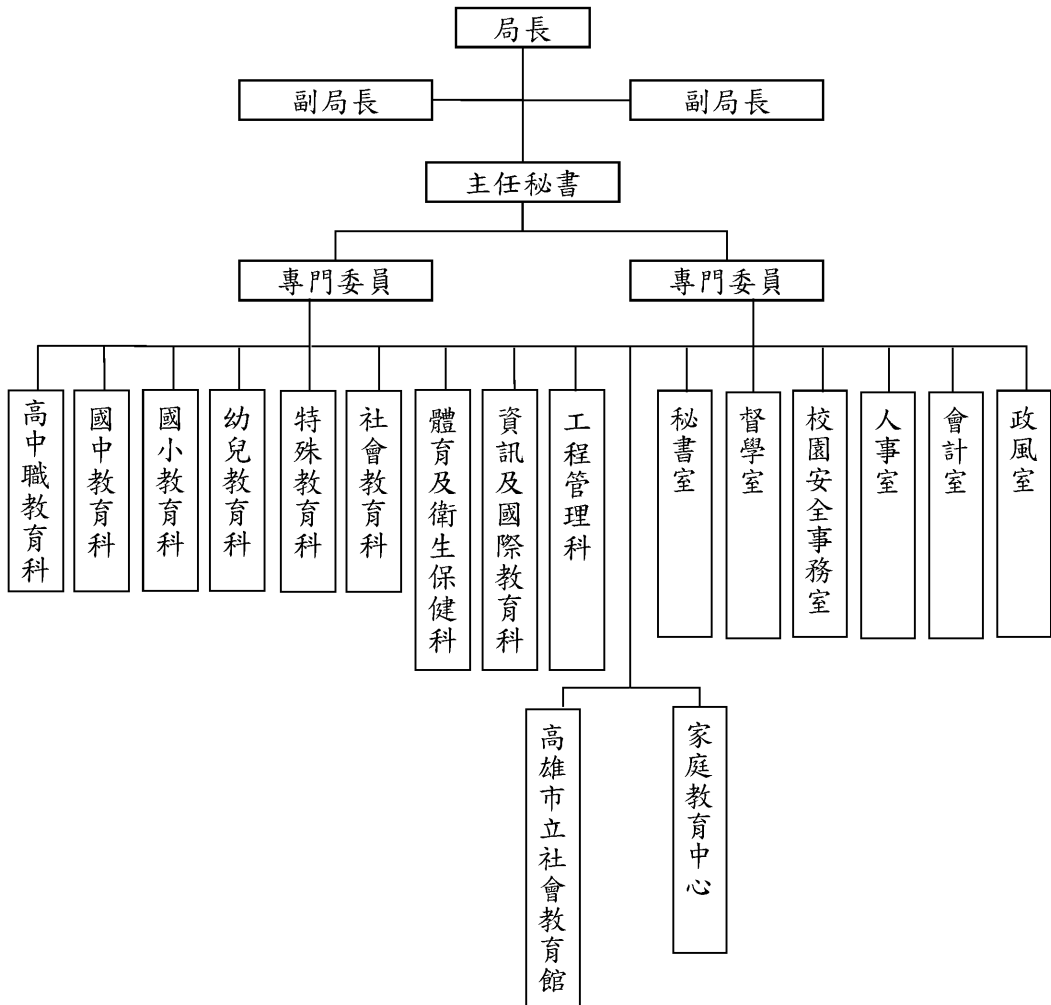 局長
副局長
副局長
主任秘書
專門委員
專門委員
高中職教育科
國中教育科
國小教育科
幼兒教育科
特殊教育科
社會教育科
體育及衛生保健科
資訊及國際教育科
工程管理科
秘書室
督學室
校園安全事務室
人事室
會計室
政風室
高雄市立社會教育館
家庭教育中心